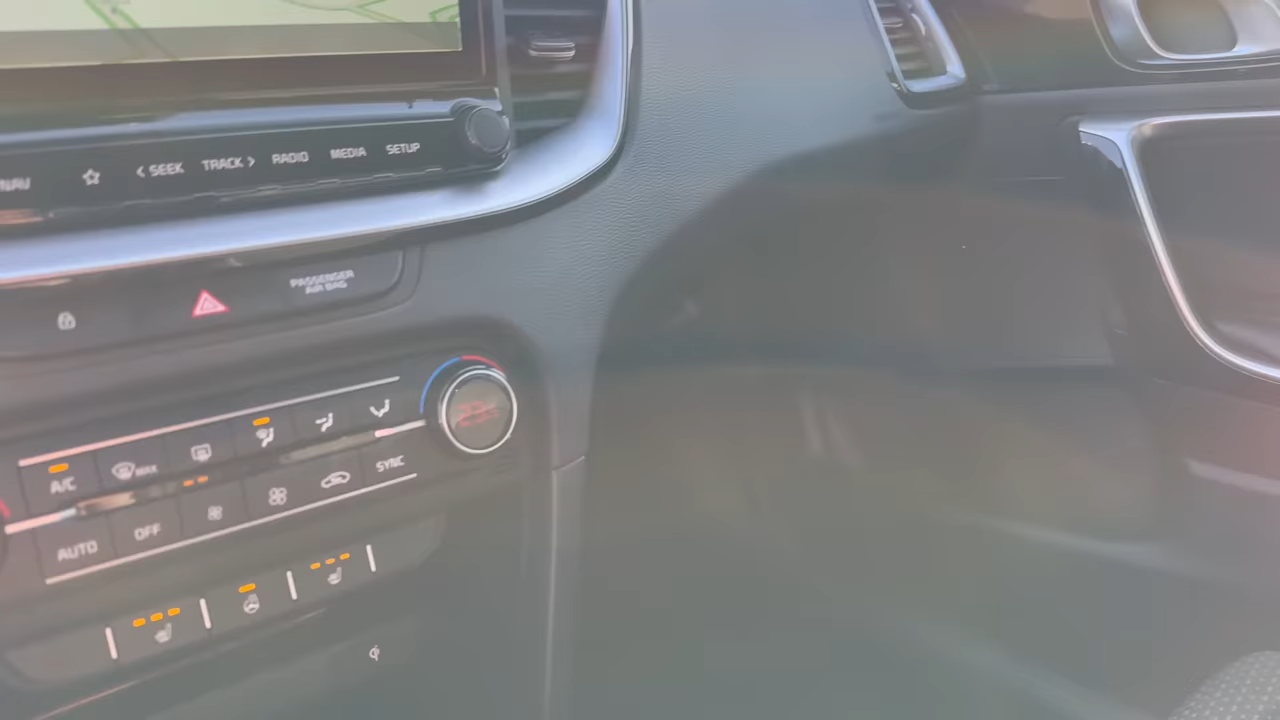 NAV
< SEEK
TRACK >
RADIO
MEDIA
SETUP
PASSENGER
AIR BAG
A/C
MAX
SYNC
AUTO
OFF